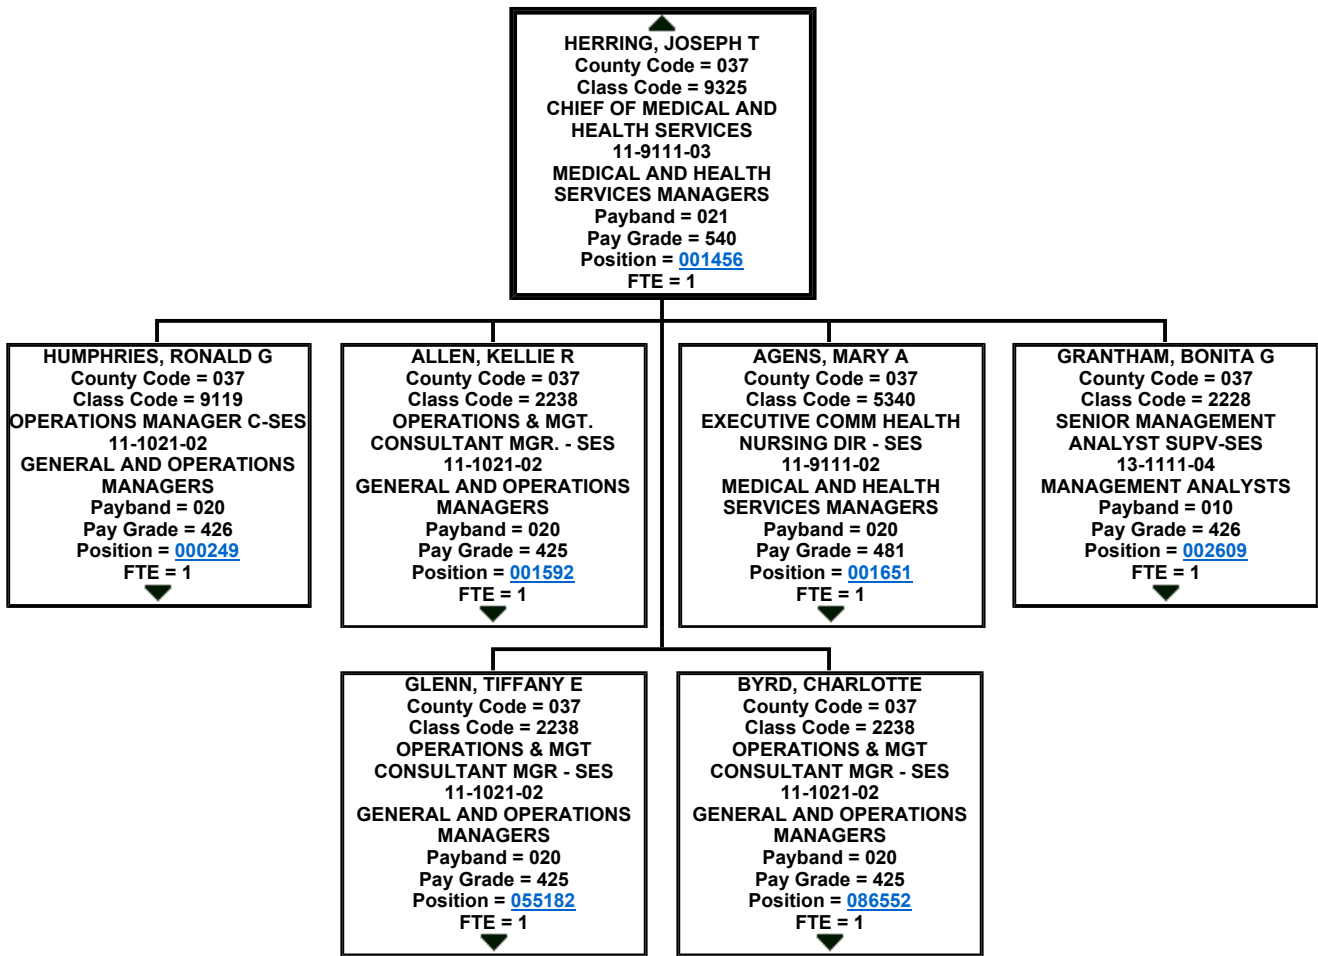 HERRING, JOSEPH T
County Code = 037
Class Code = 9325
CHIEF OF MEDICAL AND
HEALTH SERVICES
11-9111-03
MEDICAL AND HEALTH
SERVICES MANAGERS
Payband = 021
Pay Grade = 540
Position = 001456
FTE = 1
HUMPHRIES, RONALD G
County Code = 037
Class Code = 9119
OPERATIONS MANAGER C-SES
11-1021-02
GENERAL AND OPERATIONS
MANAGERS
Payband = 020
Pay Grade = 426
Position = 000249
FTE = 1
ALLEN, KELLIE R
County Code = 037
Class Code = 2238
OPERATIONS & MGT.
CONSULTANT MGR. - SES
11-1021-02
GENERAL AND OPERATIONS
MANAGERS
Payband = 020
Pay Grade = 425
Position = 001592
FTE = 1
AGENS, MARY A
County Code = 037
Class Code = 5340
EXECUTIVE COMM HEALTH
NURSING DIR - SES
11-9111-02
MEDICAL AND HEALTH
SERVICES MANAGERS
Payband = 020
Pay Grade = 481
Position = 001651
FTE = 1
GRANTHAM, BONITA G
County Code = 037
Class Code = 2228
SENIOR MANAGEMENT
ANALYST SUPV-SES
13-1111-04
MANAGEMENT ANALYSTS
Payband = 010
Pay Grade = 426
Position = 002609
FTE = 1
GLENN, TIFFANY E
County Code = 037
Class Code = 2238
OPERATIONS & MGT
CONSULTANT MGR - SES
11-1021-02
GENERAL AND OPERATIONS
MANAGERS
Payband = 020
Pay Grade = 425
Position = 055182
FTE = 1
BYRD, CHARLOTTE
County Code = 037
Class Code = 2238
OPERATIONS & MGT
CONSULTANT MGR - SES
11-1021-02
GENERAL AND OPERATIONS
MANAGERS
Payband = 020
Pay Grade = 425
Position = 086552
FTE = 1